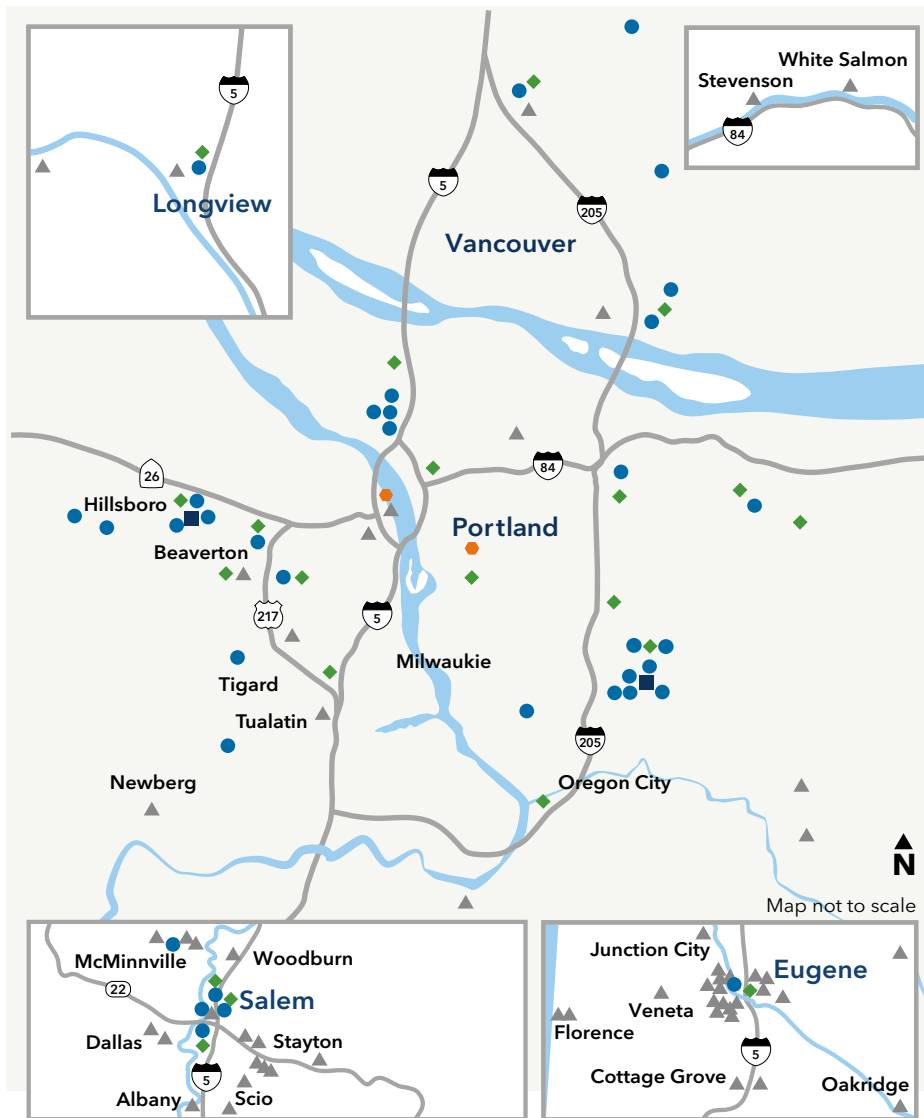 White Salmon
Stevenson
84
5
Longview
5
205
Vancouver
26
84
Hillsboro
Portland
Beaverton
217
5
Milwaukie
Tigard
Tualatin
205
Newberg
Oregon City
N
Map not to scale
McMinnville
Woodburn
22
Salem
Dallas
Stayton
5
Albany
Scio
Junction City
Eugene
Veneta
Florence
5
Cottage Grove
Oakridge